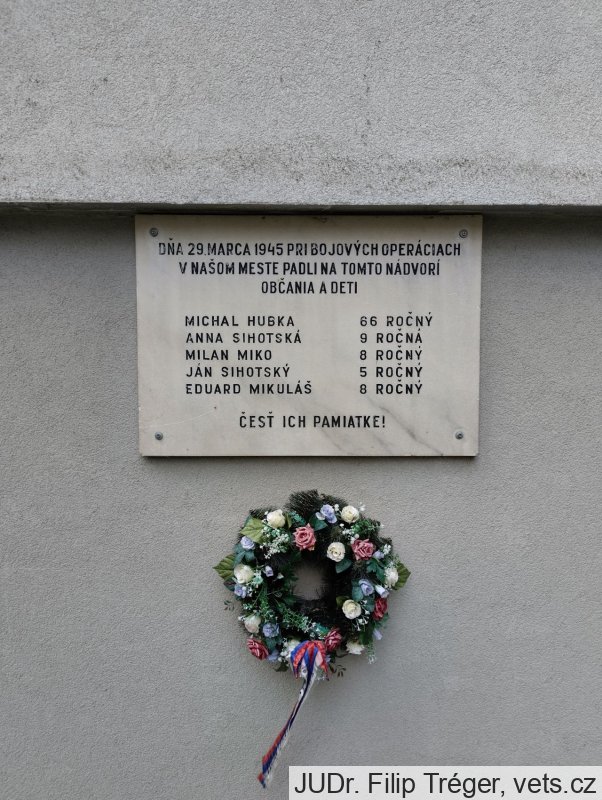 DŇA 29. MARCA 1945 PRI BOJOVÝCH OPERÁCIACH
V NAŠOM MESTE PADLI NA TOMTO NÁDVORÍ
OBČANIA A DETI
MICHAL HUBKA 66 ROČNÝ
ANNA SIHOTSKÁ 9 ROČNÁ
MILAN MIKO 8 ROČNÝ
JÁN SIHOTSKÝ 5 ROČNÝ
EDUARD MIKULÁŠ 8 ROČNÝ
ČESŤ ICH PAMIATKE!
JUDr. Filip Tréger, vets.cz